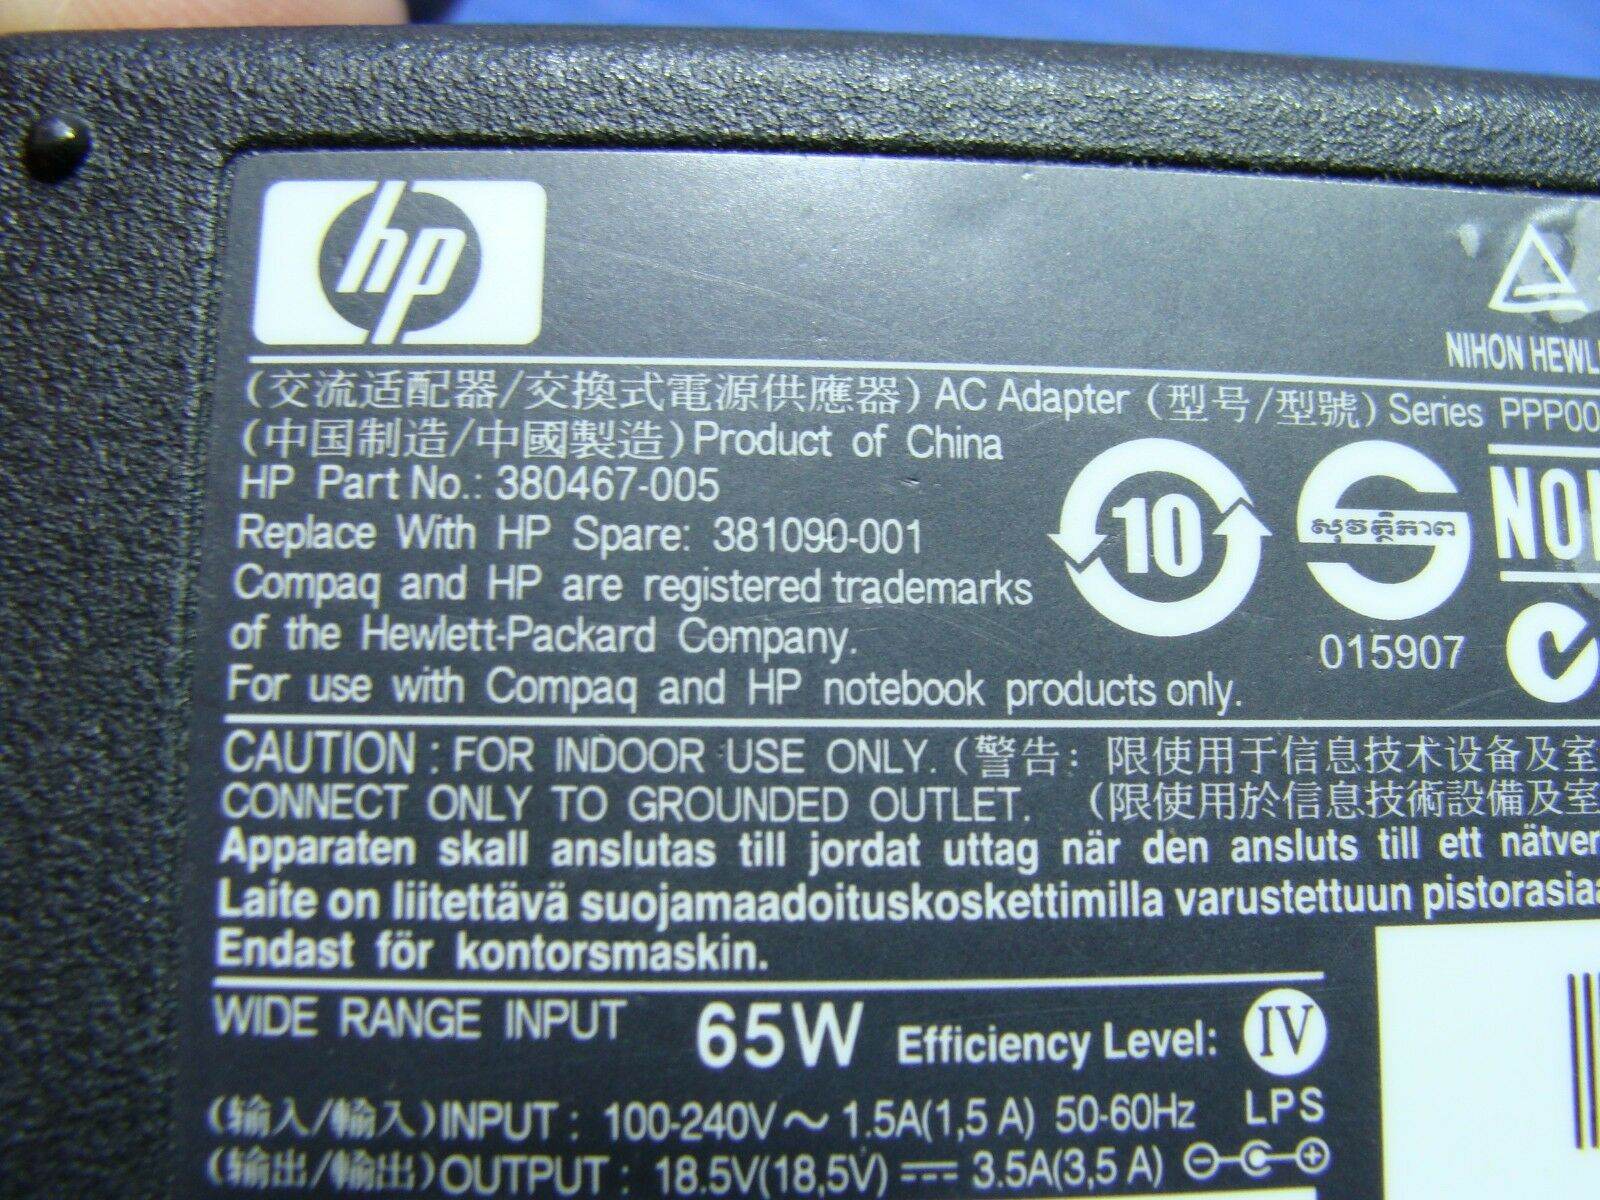 hp
NIHON HEWL
(交流适配器/交換式電源供應器) AC Adapter (型号/型號) Series PPP00
(中国制造/中國製造) Product of China
HP Part No.: 380467-005
Replace With HP Spare: 381090-001
Compaq and HP are registered trademarks
of the Hewlett-Packard Company.
For use with Compaq and HP notebook products only.
10
សុវត្ថិភាព
015907
NO
CAUTION : FOR INDOOR USE ONLY. (警告: 限使用于信息技术设备及室
CONNECT ONLY TO GROUNDED OUTLET. (限使用於信息技術設備及室
Apparaten skall anslutas till jordat uttag när den ansluts till ett nätver
Laite on liitettävä suojamaadoituskoskettimilla varustettuun pistorasiaa
Endast för kontorsmaskin.
WIDE RANGE INPUT 65W Efficiency Level: IV
(输入/輸入) INPUT : 100-240V～ 1.5A(1,5 A) 50-60Hz LPS
(输出/輸出) OUTPUT : 18.5V(18,5V) ⎓ 3.5A(3,5 A)